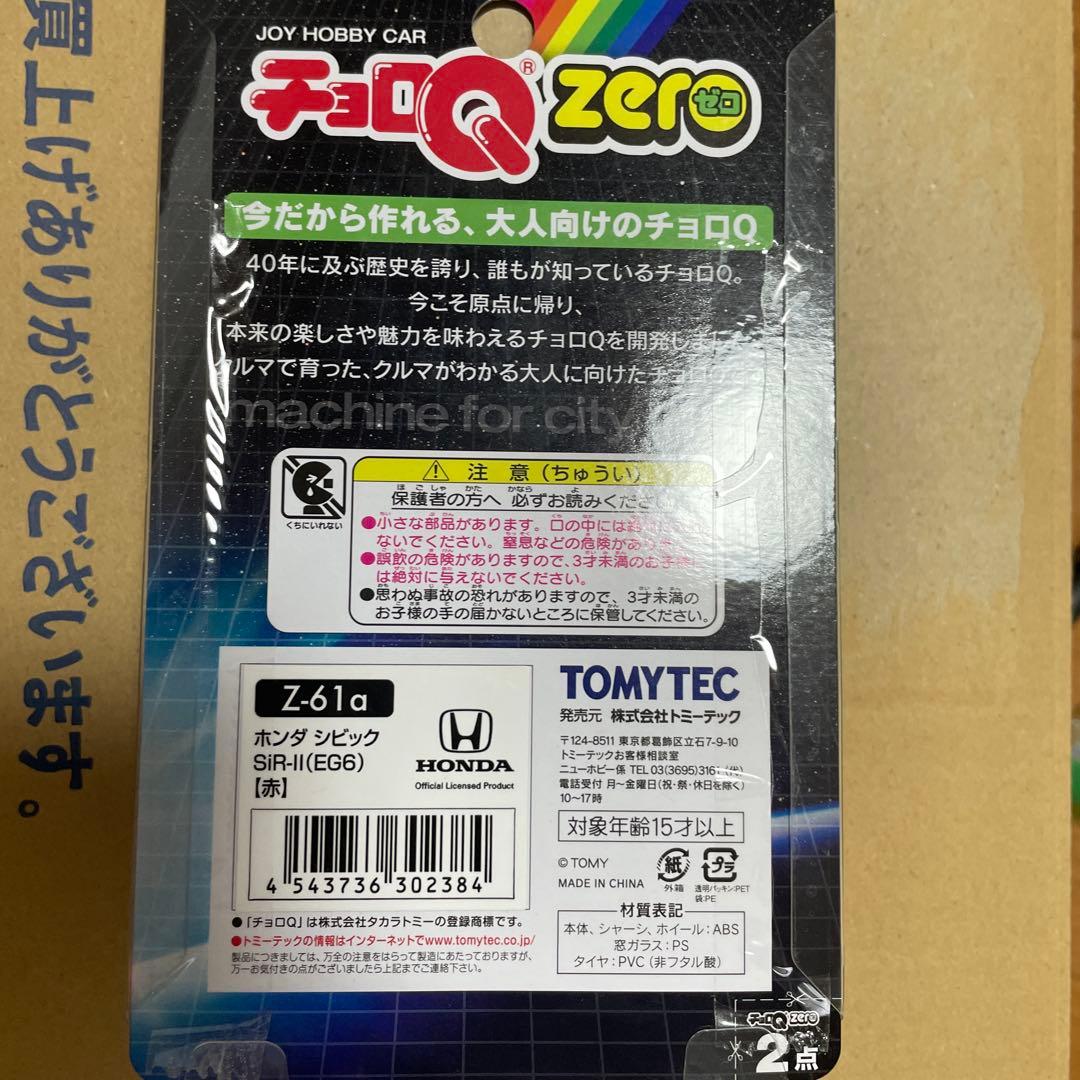 買上げありがとうございます。
JOY HOBBY CAR
チョロQ® zero ゼロ
今だから作れる、大人向けのチョロQ
40年に及ぶ歴史を誇り、誰もが知っているチョロQ。
今こそ原点に帰り、
本来の楽しさや魅力を味わえるチョロQを開発しました
クルマで育った、クルマがわかる大人に向けたチョロQ
machine for city
くちにいれない
⚠ 注意(ちゅうい)
保護者の方へ 必ずお読みください
●小さな部品があります。口の中には絶対に
ないでください。窒息などの危険があり
●誤飲の危険がありますので、3才未満のお子様に
は絶対に与えないでください。
●思わぬ事故の恐れがありますので、3才未満の
お子様の手の届かないところに保管してください。
Z-61a
ホンダ シビック
SiR-II(EG6)
【赤】
HONDA
Official Licensed Product
4 543736 302384
●「チョロQ」は株式会社タカラトミーの登録商標です。
●トミーテックの情報はインターネットでwww.tomytec.co.jp/
製品につきましては、万全の注意をはらって製造にあたっておりますが、
万一お気付きの点がございましたら上記までご連絡下さい。
TOMYTEC
発売元 株式会社トミーテック
〒124-8511 東京都葛飾区立石7-9-10
トミーテックお客様相談室
ニューホビー係 TEL 03(3695)3161(代)
電話受付 月〜金曜日(祝・祭・休日を除く)
10〜17時
対象年齢15才以上
© TOMY
MADE IN CHINA
紙
外箱
プラ
透明パッキン:PET
袋:PE
材質表記
本体、シャーシ、ホイール:ABS
窓ガラス:PS
タイヤ:PVC(非フタル酸)
チョロQ zero
2点